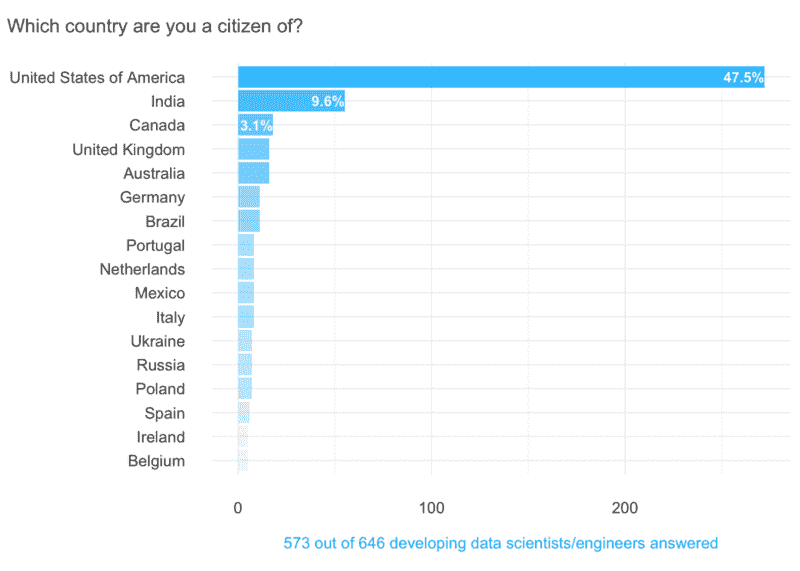 Which country are you a citizen of?
United States of America 47.5%
India 9.6%
Canada 3.1%
United Kingdom
Australia
Germany
Brazil
Portugal
Netherlands
Mexico
Italy
Ukraine
Russia
Poland
Spain
Ireland
Belgium
0 100 200
573 out of 646 developing data scientists/engineers answered